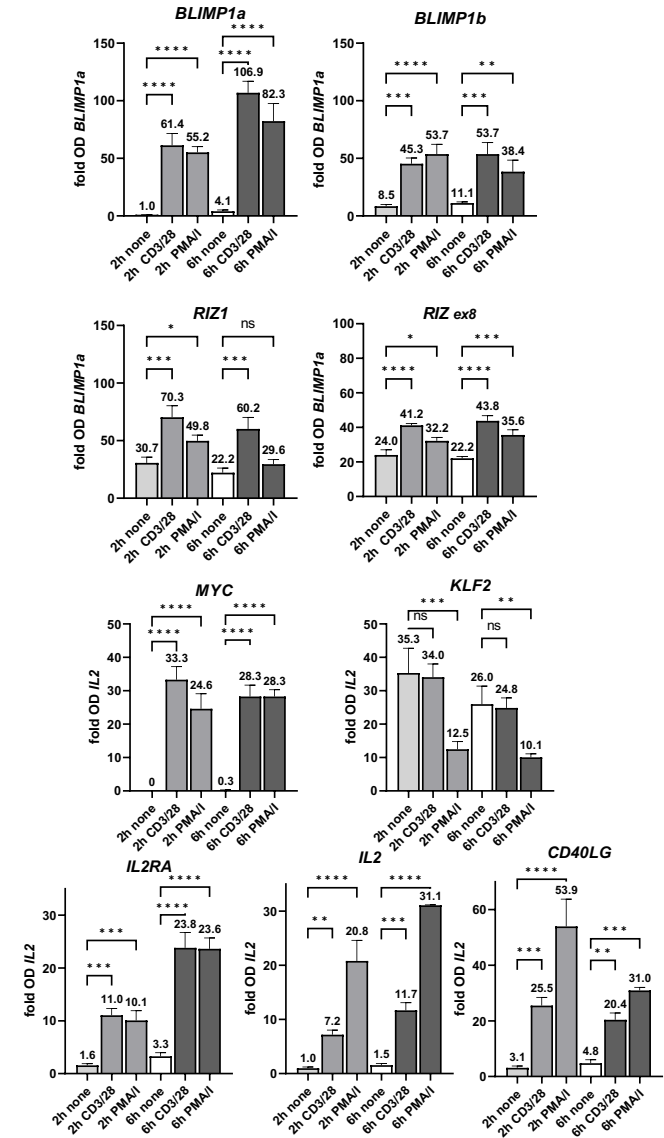 BLIMP1a
fold OD BLIMP1a
150
100
50
0
****
****
****
****
1.0
61.4
55.2
4.1
106.9
82.3
2h none
2h CD3/28
2h PMA/I
6h none
6h CD3/28
6h PMA/I
BLIMP1b
fold OD BLIMP1a
150
100
50
0
****
***
**
***
8.5
45.3
53.7
11.1
53.7
38.4
2h none
2h CD3/28
2h PMA/I
6h none
6h CD3/28
6h PMA/I
RIZ1
fold OD BLIMP1a
150
100
50
0
*
***
ns
***
30.7
70.3
49.8
22.2
60.2
29.6
2h none
2h CD3/28
2h PMA/I
6h none
6h CD3/28
6h PMA/I
RIZ ex8
fold OD BLIMP1a
100
80
60
40
20
0
*
****
***
****
24.0
41.2
32.2
22.2
43.8
35.6
2h none
2h CD3/28
2h PMA/I
6h none
6h CD3/28
6h PMA/I
MYC
fold OD IL2
50
40
30
20
10
0
****
****
****
****
0
33.3
24.6
0.3
28.3
28.3
2h none
2h CD3/28
2h PMA/I
6h none
6h CD3/28
6h PMA/I
KLF2
fold OD IL2
50
40
30
20
10
0
***
ns
**
ns
35.3
34.0
12.5
26.0
24.8
10.1
2h none
2h CD3/28
2h PMA/I
6h none
6h CD3/28
6h PMA/I
IL2RA
fold OD IL2
30
20
10
0
***
***
****
****
1.6
11.0
10.1
3.3
23.8
23.6
2h none
2h CD3/28
2h PMA/I
6h none
6h CD3/28
6h PMA/I
IL2
fold OD IL2
30
20
10
0
****
**
****
***
1.0
7.2
20.8
1.5
11.7
31.1
2h none
2h CD3/28
2h PMA/I
6h none
6h CD3/28
6h PMA/I
CD40LG
fold OD IL2
60
40
20
0
****
***
***
**
3.1
25.5
53.9
4.8
20.4
31.0
2h none
2h CD3/28
2h PMA/I
6h none
6h CD3/28
6h PMA/I